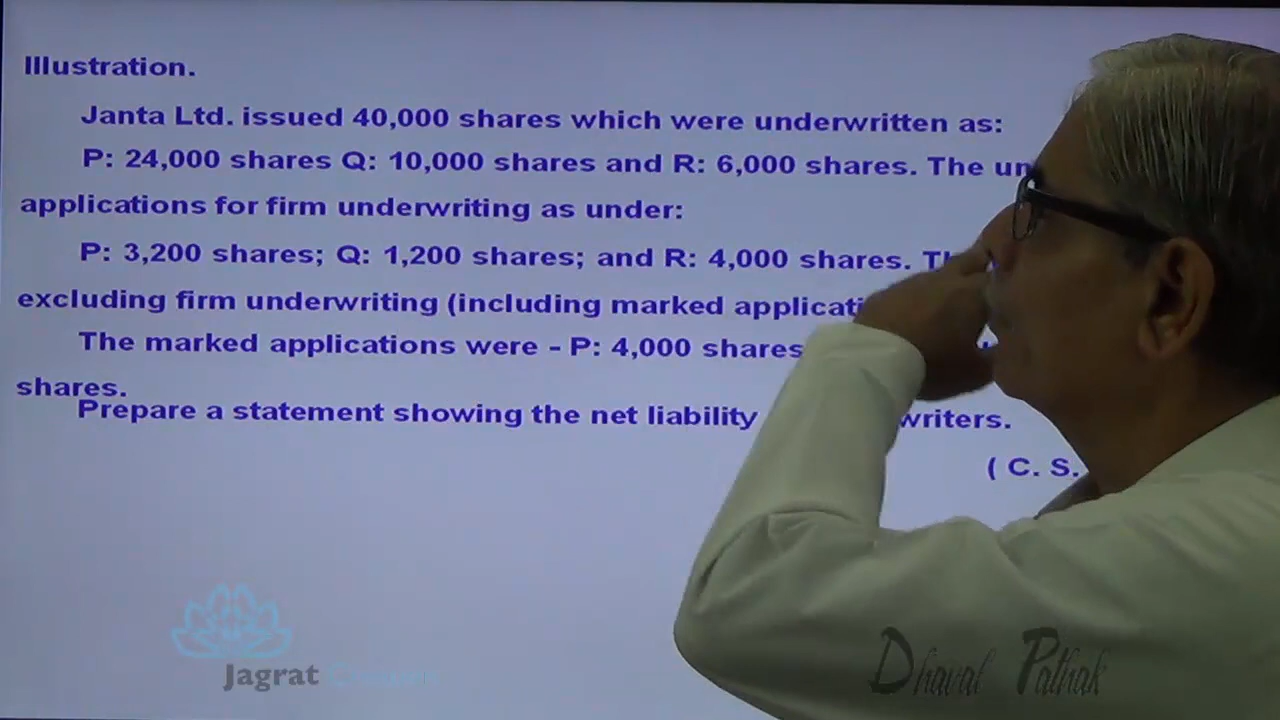 Illustration.
Janta Ltd. issued 40,000 shares which were underwritten as:
P: 24,000 shares Q: 10,000 shares and R: 6,000 shares. The un
applications for firm underwriting as under:
P: 3,200 shares; Q: 1,200 shares; and R: 4,000 shares.
excluding firm underwriting (including marked applicati
The marked applications were - P: 4,000 shares
shares.
Prepare a statement showing the net liability writers.
( C. S.
Jagrat
Dhaval Pathak